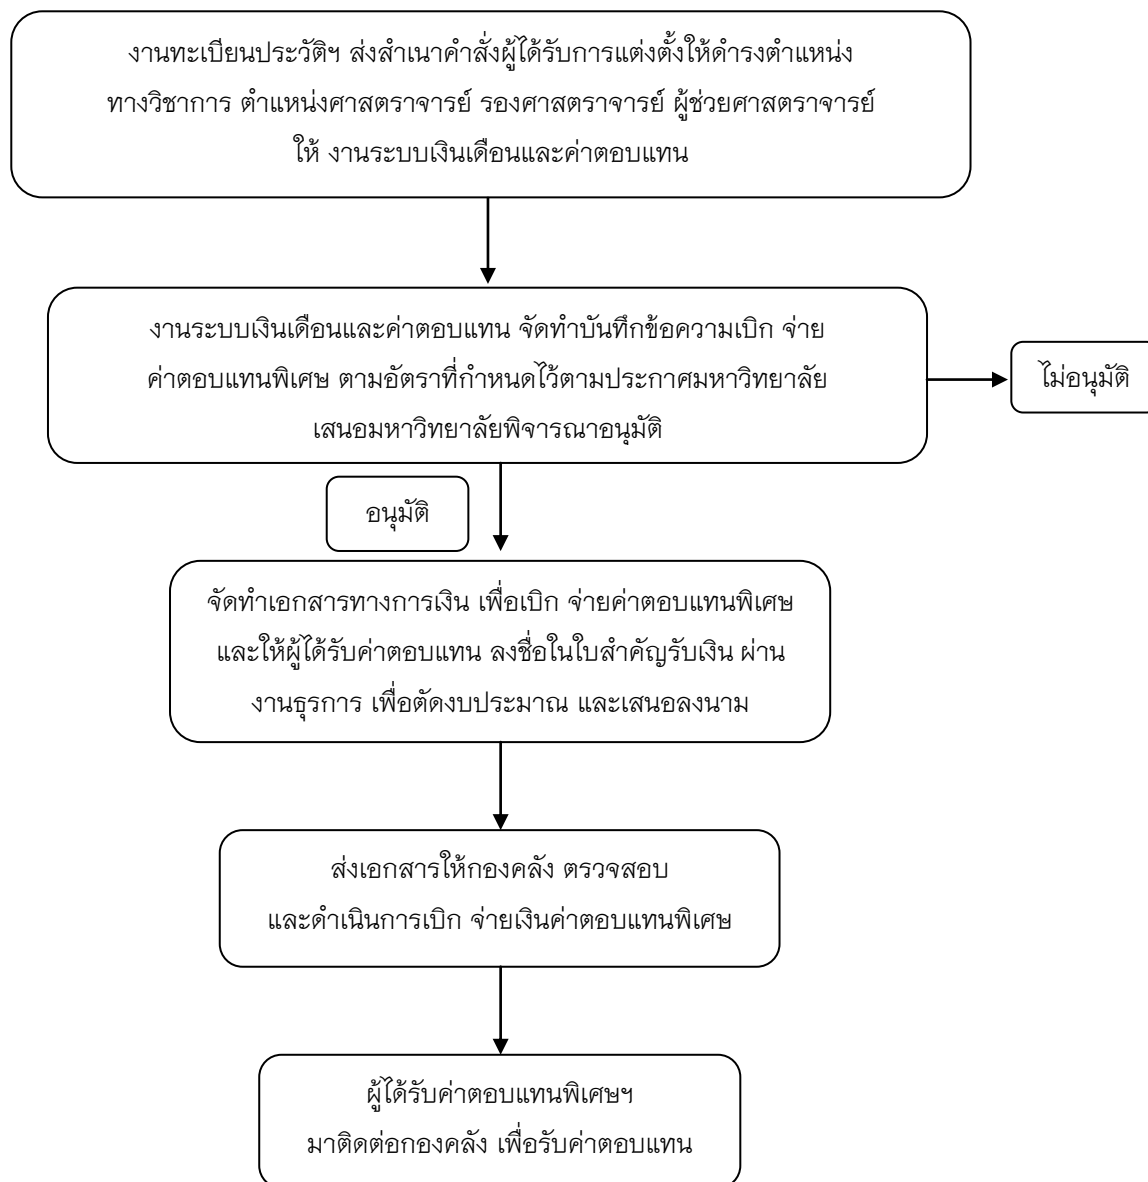 งานทะเบียนประวัติฯ ส่งสำเนาคำสั่งผู้ได้รับการแต่งตั้งให้ดำรงตำแหน่ง
ทางวิชาการ ตำแหน่งศาสตราจารย์ รองศาสตราจารย์ ผู้ช่วยศาสตราจารย์
ให้ งานระบบเงินเดือนและค่าตอบแทน
งานระบบเงินเดือนและค่าตอบแทน จัดทำบันทึกข้อความเบิก จ่าย
ค่าตอบแทนพิเศษ ตามอัตราที่กำหนดไว้ตามประกาศมหาวิทยาลัย
เสนอมหาวิทยาลัยพิจารณาอนุมัติ
ไม่อนุมัติ
อนุมัติ
จัดทำเอกสารทางการเงิน เพื่อเบิก จ่ายค่าตอบแทนพิเศษ
และให้ผู้ได้รับค่าตอบแทน ลงชื่อในใบสำคัญรับเงิน ผ่าน
งานธุรการ เพื่อตัดงบประมาณ และเสนอลงนาม
ส่งเอกสารให้กองคลัง ตรวจสอบ
และดำเนินการเบิก จ่ายเงินค่าตอบแทนพิเศษ
ผู้ได้รับค่าตอบแทนพิเศษฯ
มาติดต่อกองคลัง เพื่อรับค่าตอบแทน